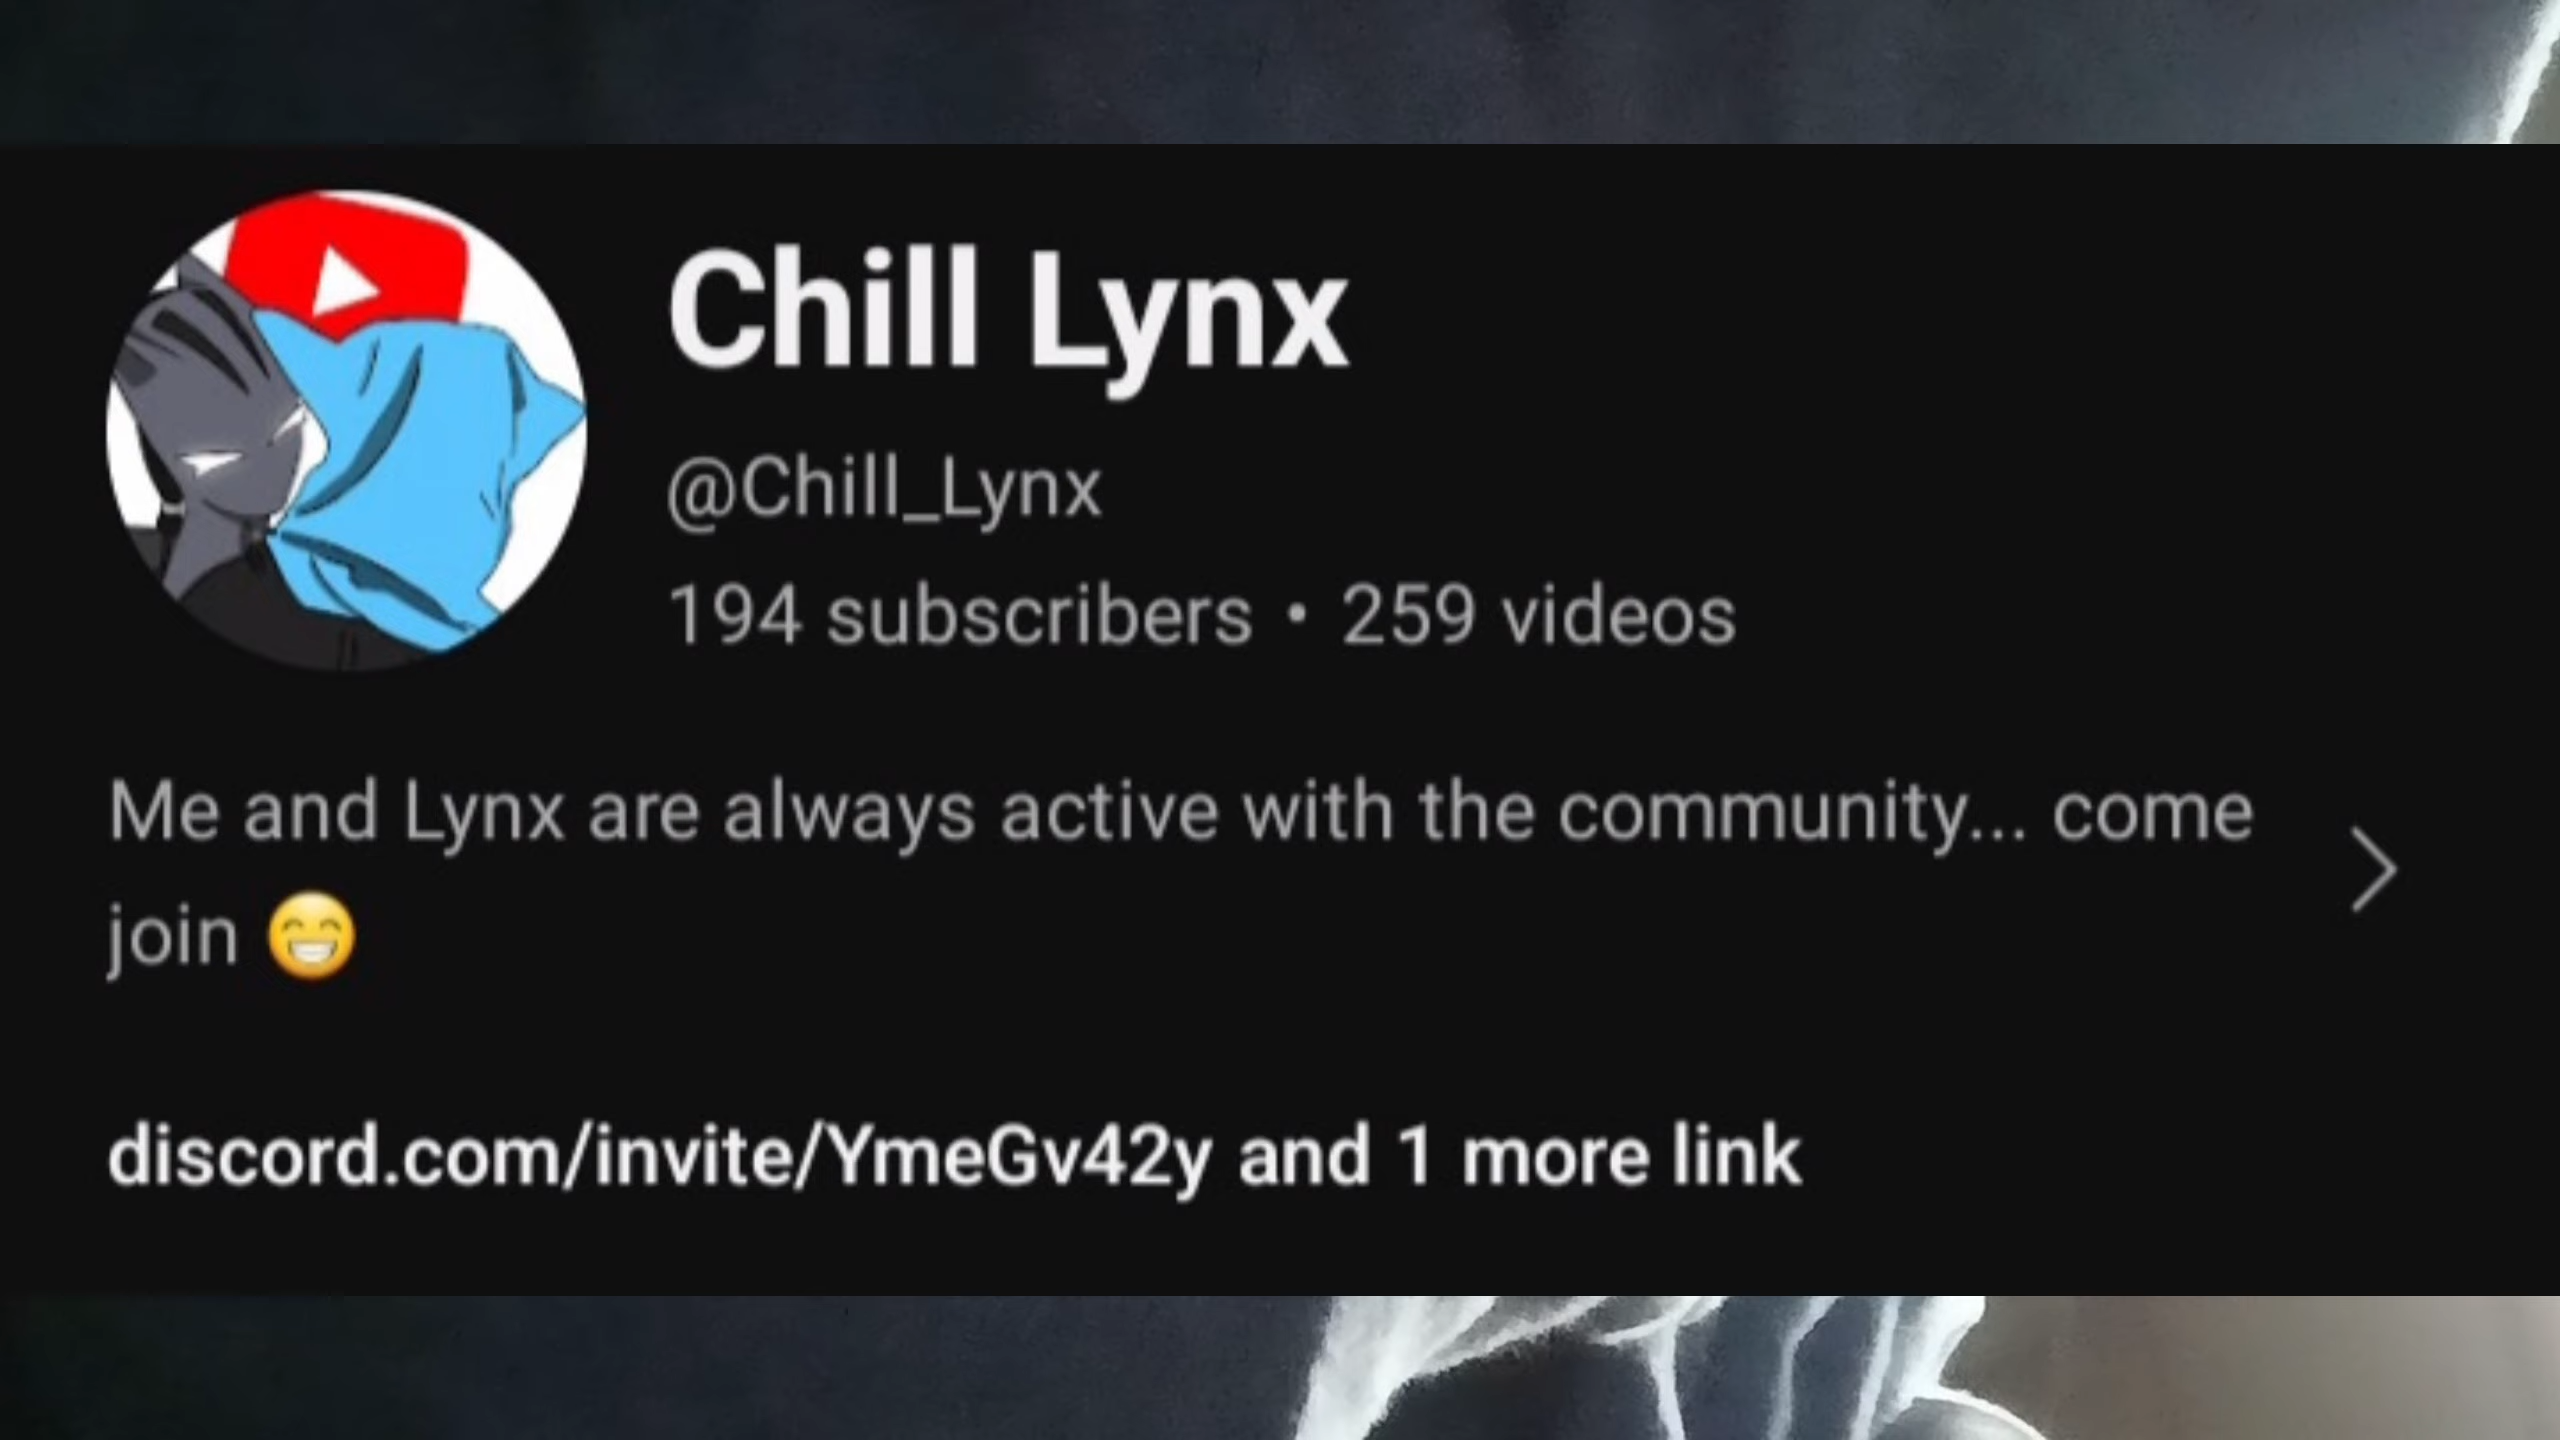 Chill Lynx
@Chill_Lynx
194 subscribers • 259 videos
Me and Lynx are always active with the community... come
join 😁
discord.com/invite/YmeGv42y and 1 more link